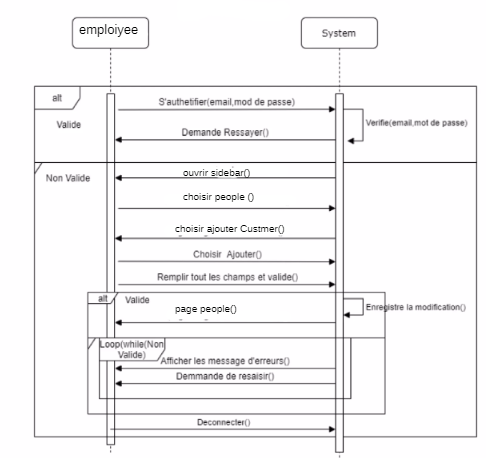 emploiyee
System
alt
S'authetifier(email,mod de passe)
Valide
Verifie(email,mot de passe)
Demande Ressayer()
Non Valide
ouvrir sidebar()
choisir people ()
choisir ajouter Custmer()
Choisir Ajouter()
Remplir tout les champs et valide()
alt
Valide
page people()
Enregistre la modification()
Loop(while(Non
Valide)
Afficher les message d'erreurs()
Demmande de resaisir()
Deconnecter()